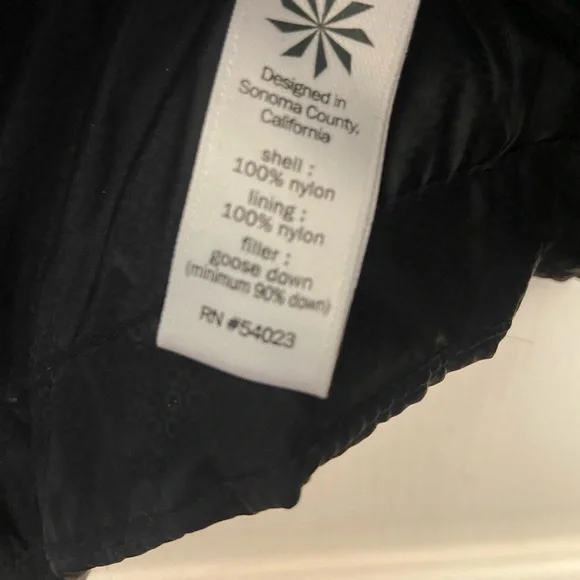 Designed in
Sonoma County,
California
shell :
100% nylon
lining :
100% nylon
filler :
goose down
(minimum 90% down)
RN #54023